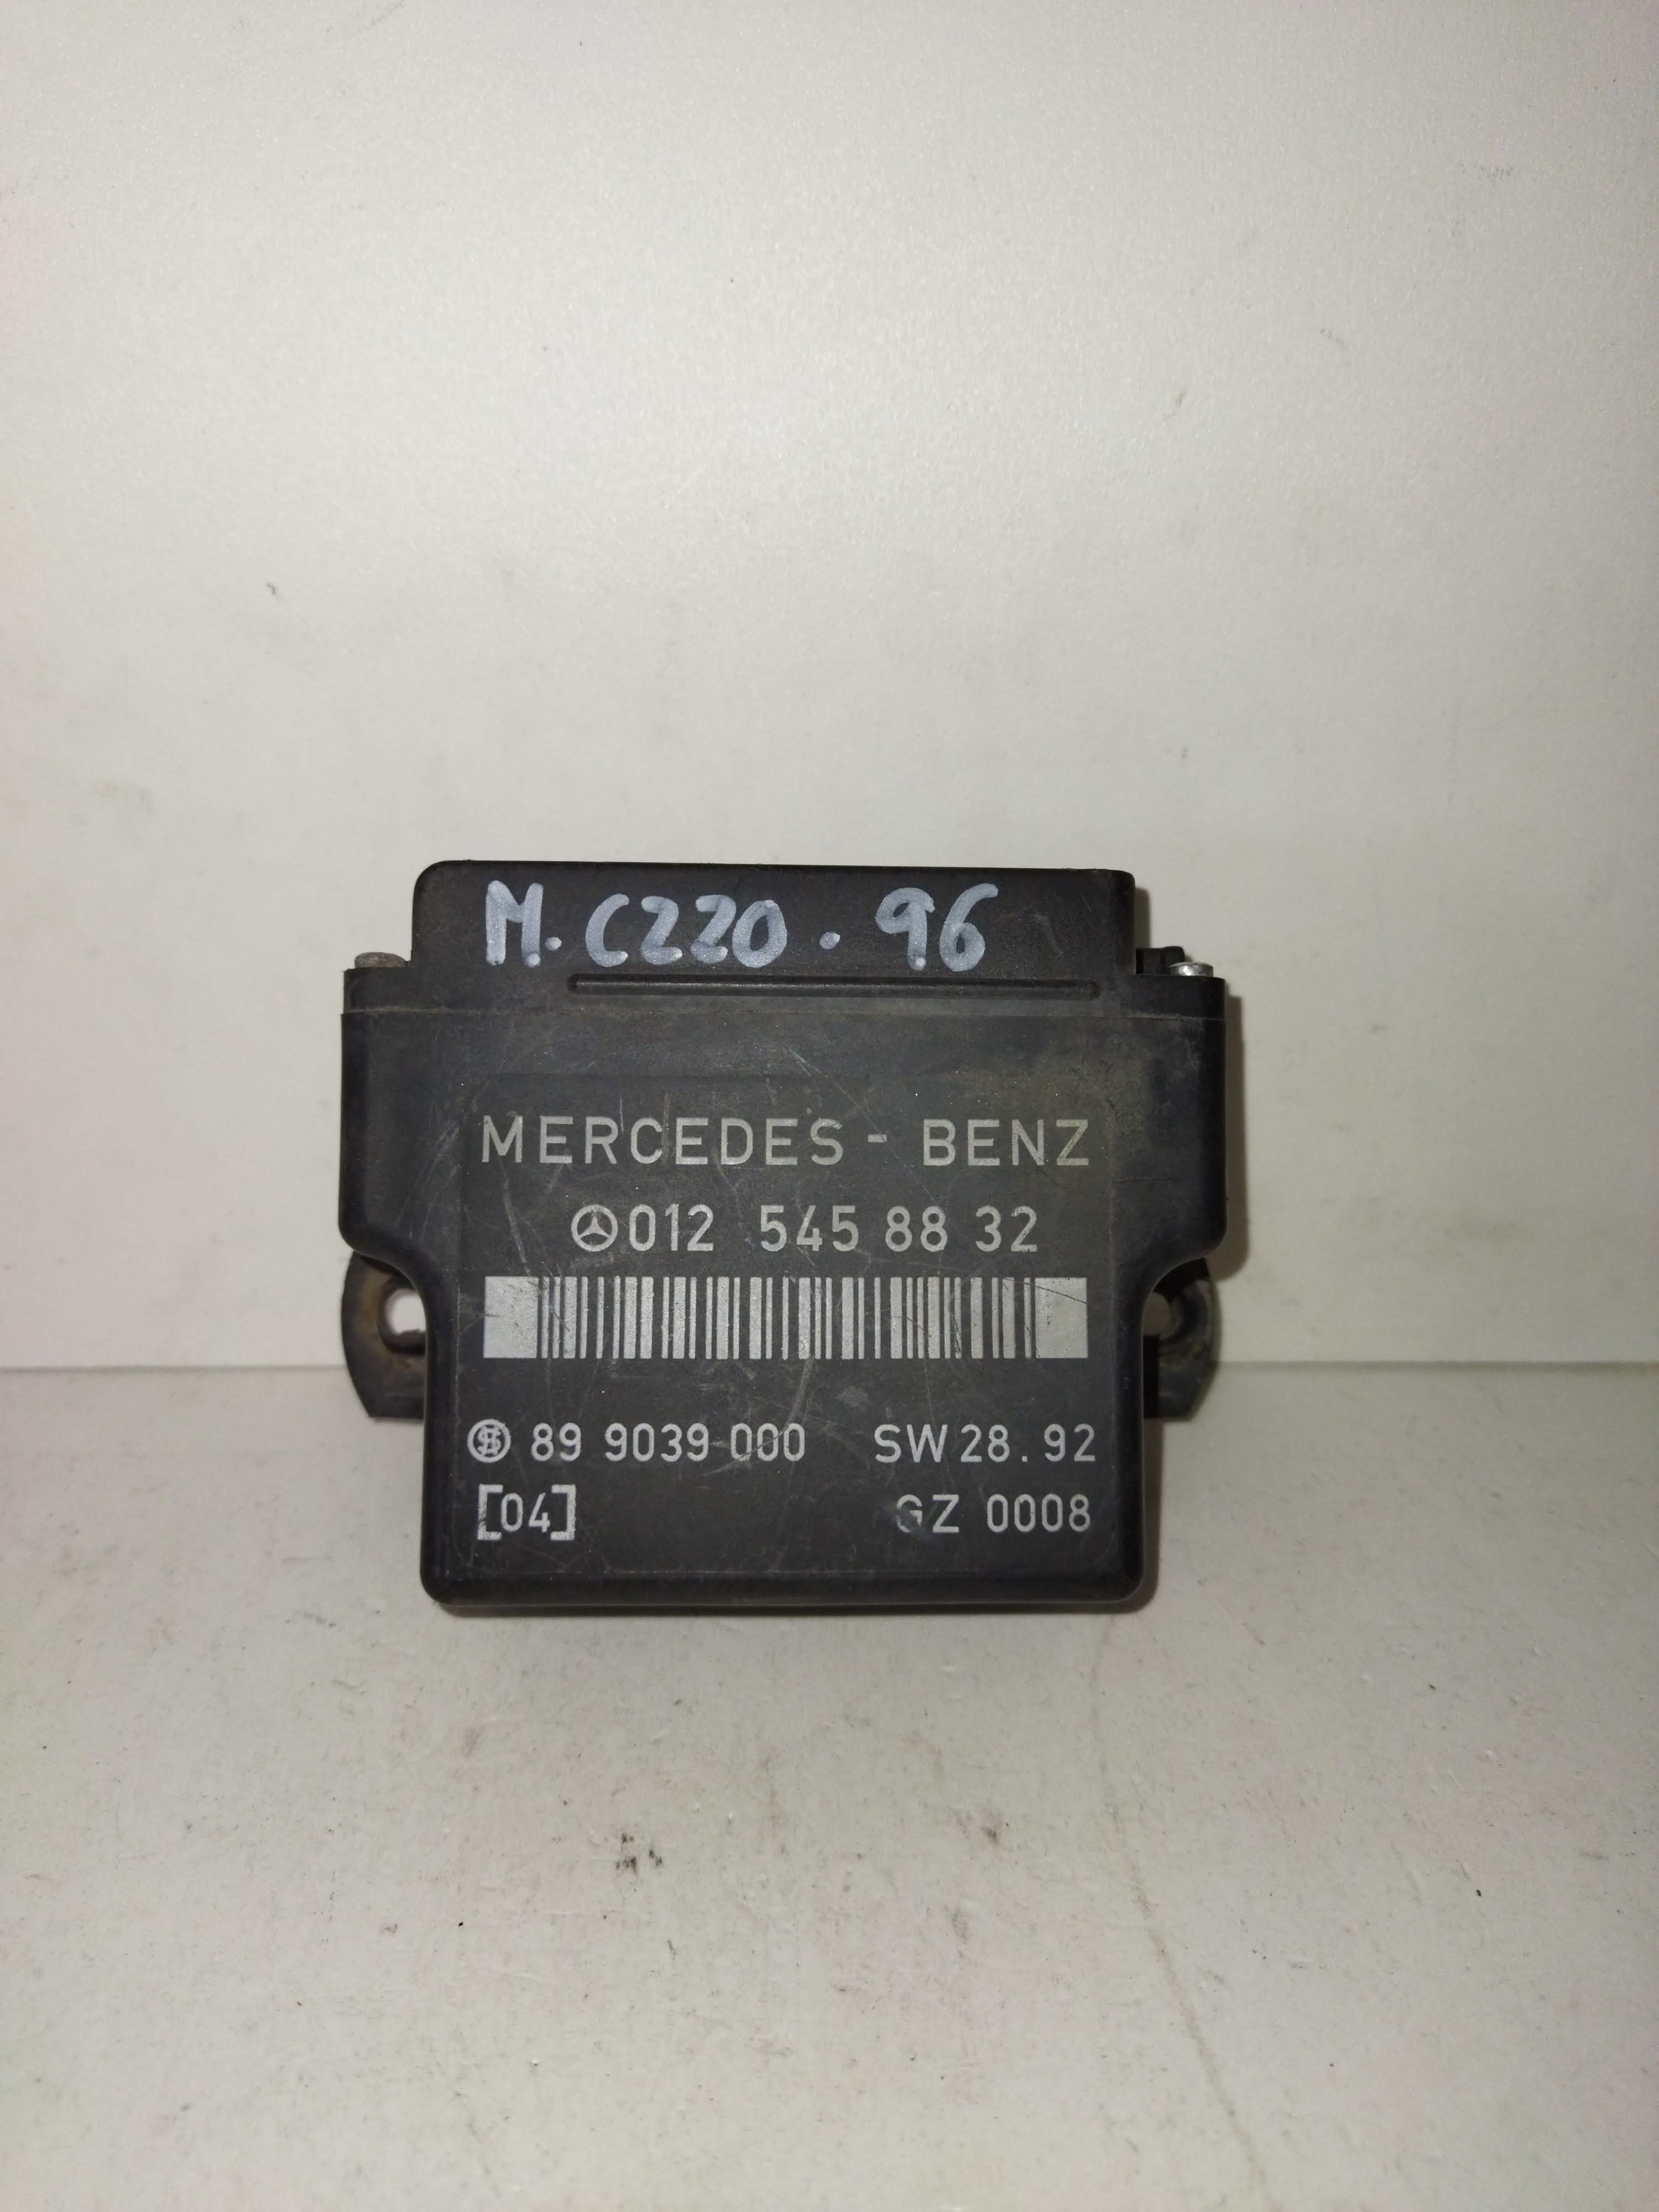 M. C220. 96
MERCEDES - BENZ
012 545 88 32
89 9039 000 SW 28.92
[04] GZ 0008